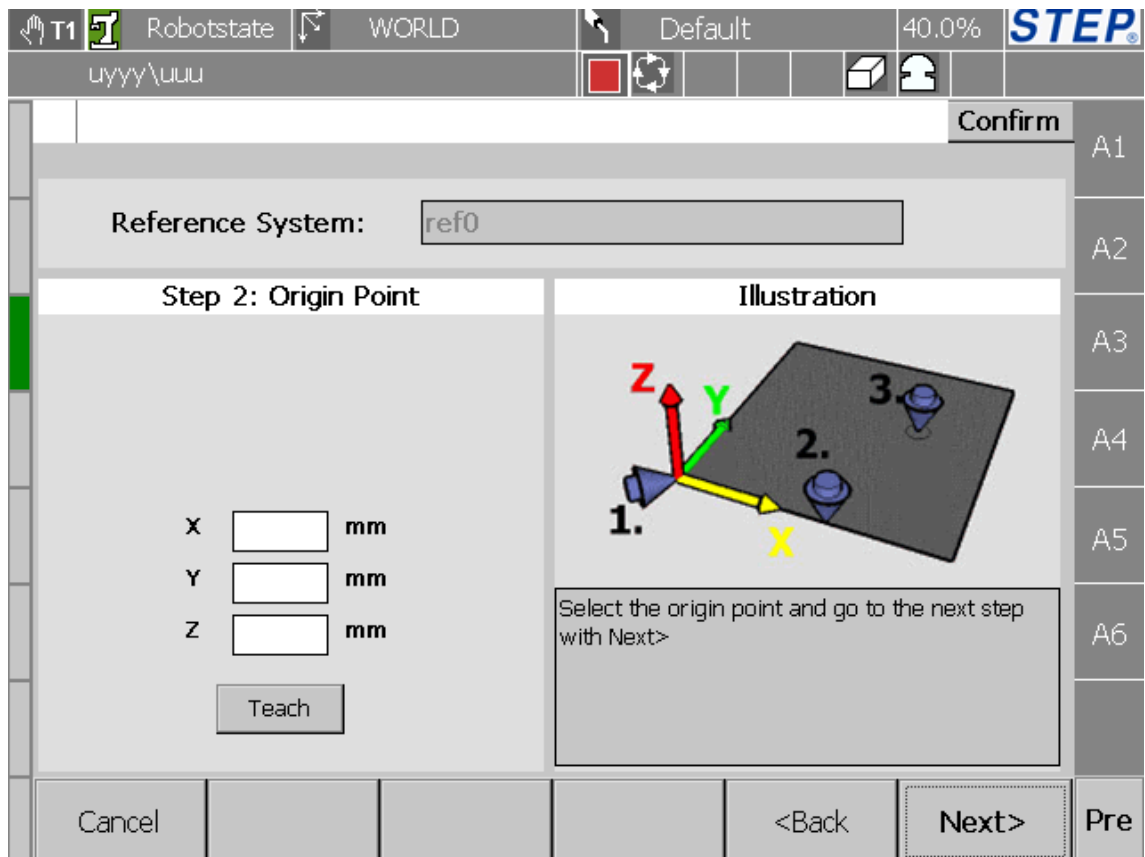 T1 Robotstate WORLD Default 40.0% STEP®
uyyy\uuu
Confirm
A1
Reference System: ref0
A2
Step 2: Origin Point
Illustration
A3
Z
Y
3.
A4
2.
1.
X
X mm
A5
Y mm
Z mm
Select the origin point and go to the next step
with Next>
A6
Teach
Cancel <Back Next> Pre